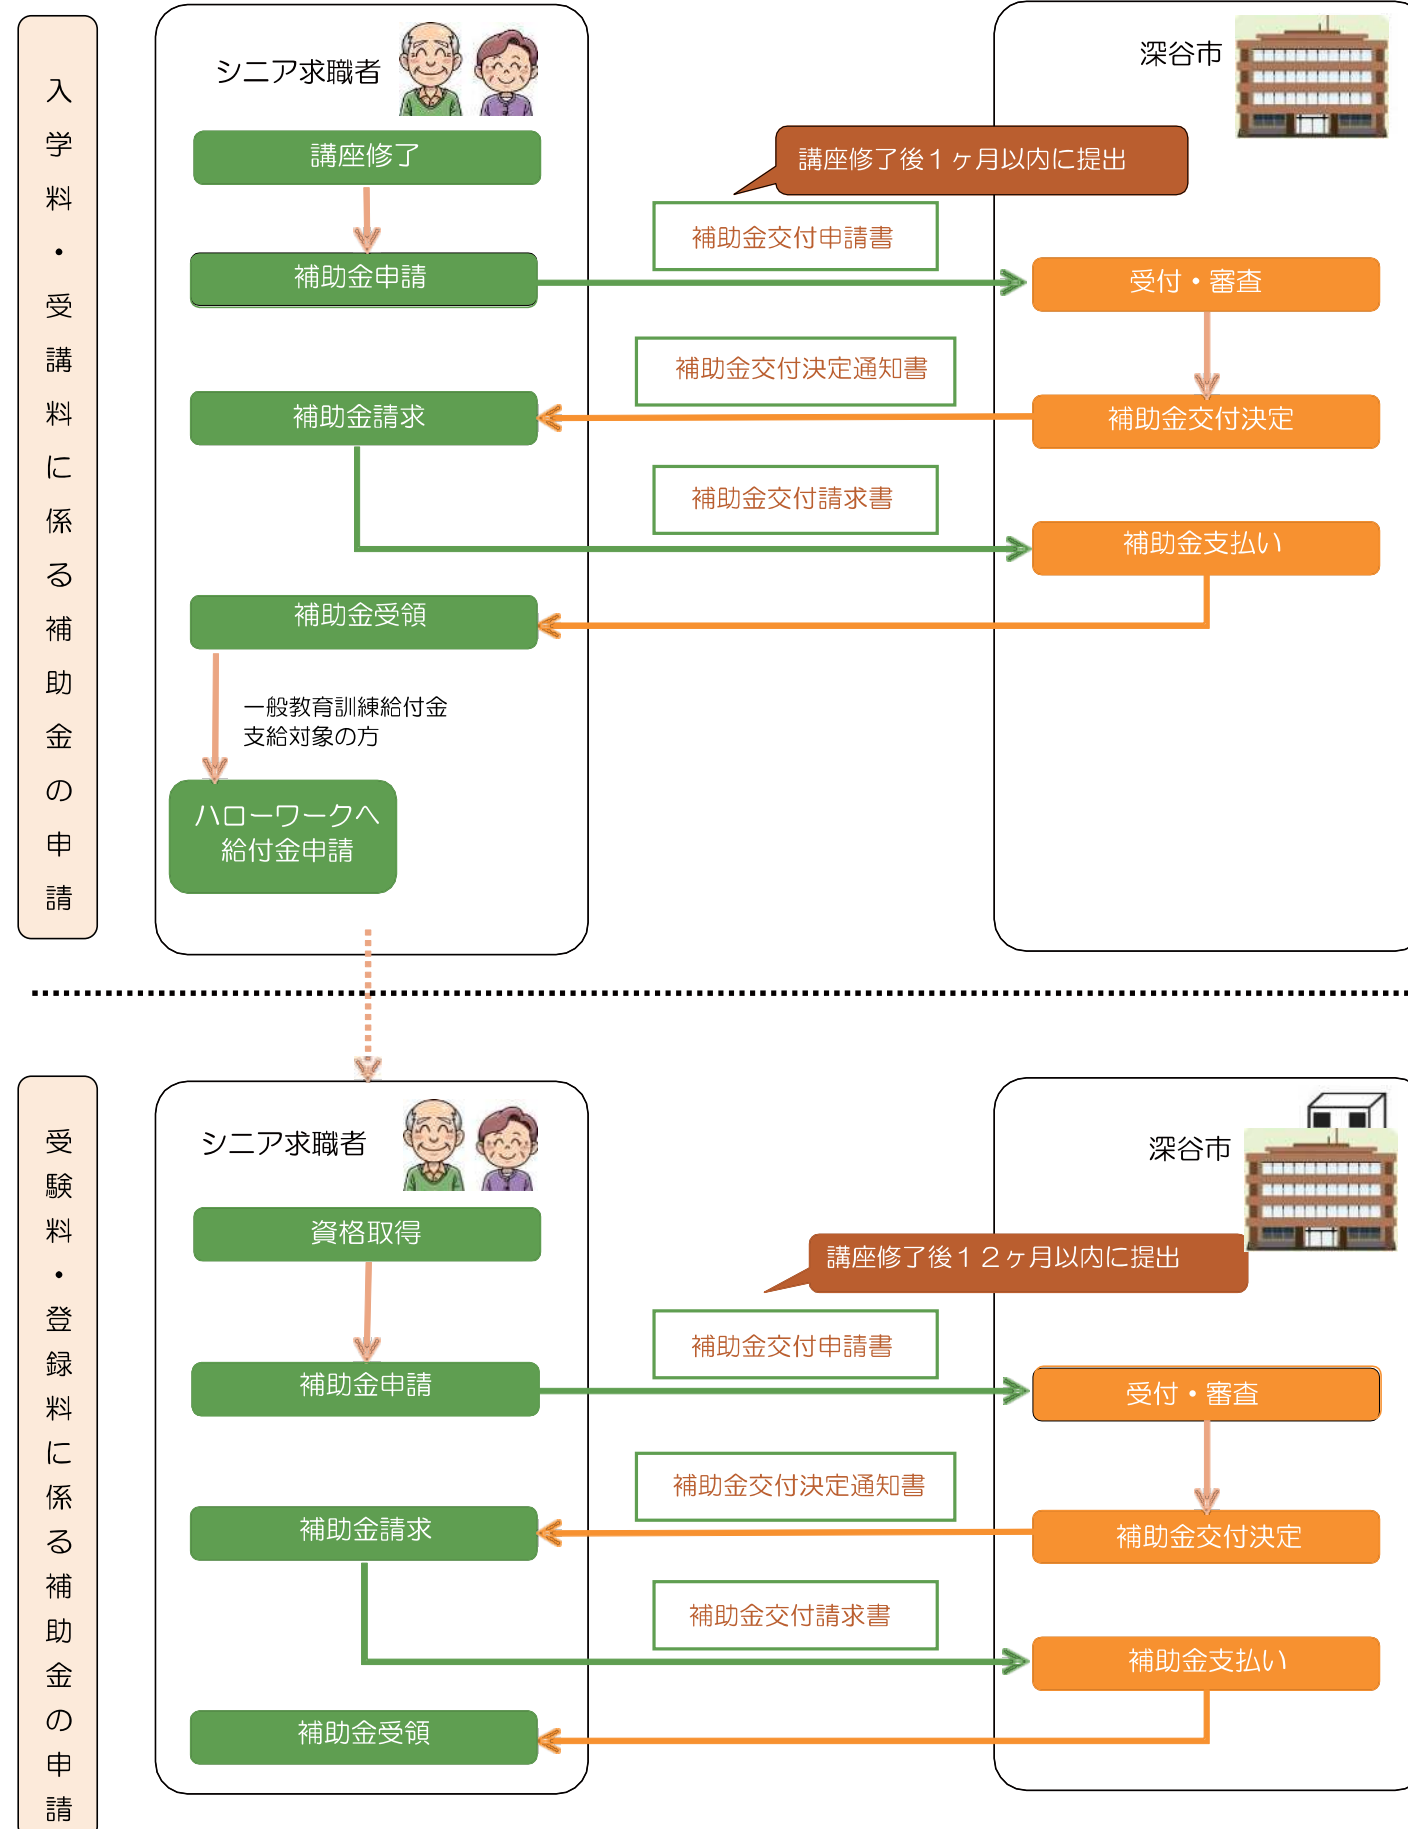 入学料・受講料に係る補助金の申請
シニア求職者
深谷市
講座修了
講座修了後１ヶ月以内に提出
補助金交付申請書
補助金申請
受付・審査
補助金交付決定通知書
補助金請求
補助金交付決定
補助金交付請求書
補助金支払い
補助金受領
一般教育訓練給付金
支給対象の方
ハローワークへ
給付金申請
受験料・登録料に係る補助金の申請
シニア求職者
深谷市
資格取得
講座修了後１２ヶ月以内に提出
補助金交付申請書
補助金申請
受付・審査
補助金交付決定通知書
補助金請求
補助金交付決定
補助金交付請求書
補助金支払い
補助金受領